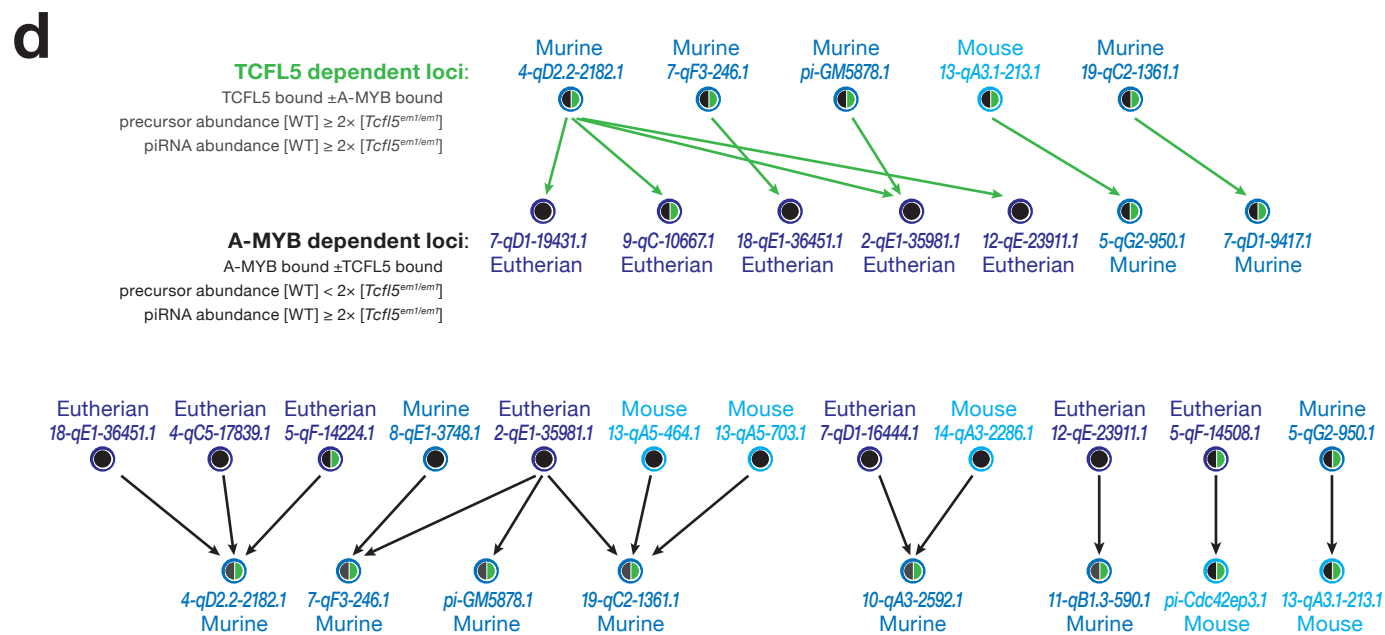 d
Murine Murine Murine Mouse Murine
TCFL5 dependent loci: 4-qD2.2-2182.1 7-qF3-246.1 pi-GM5878.1 13-qA3.1-213.1 19-qC2-1361.1
TCFL5 bound ±A-MYB bound
precursor abundance [WT] ≥ 2× [Tcfl5em1/em1]
piRNA abundance [WT] ≥ 2× [Tcfl5em1/em1]
A-MYB dependent loci: 7-qD1-19431.1 9-qC-10667.1 18-qE1-36451.1 2-qE1-35981.1 12-qE-23911.1 5-qG2-950.1 7-qD1-9417.1
A-MYB bound ±TCFL5 bound Eutherian Eutherian Eutherian Eutherian Eutherian Murine Murine
precursor abundance [WT] < 2× [Tcfl5em1/em1]
piRNA abundance [WT] ≥ 2× [Tcfl5em1/em1]
Eutherian Eutherian Eutherian Murine Eutherian Mouse Mouse Eutherian Mouse Eutherian Eutherian Murine
18-qE1-36451.1 4-qC5-17839.1 5-qF-14224.1 8-qE1-3748.1 2-qE1-35981.1 13-qA5-464.1 13-qA5-703.1 7-qD1-16444.1 14-qA3-2286.1 12-qE-23911.1 5-qF-14508.1 5-qG2-950.1
4-qD2.2-2182.1 7-qF3-246.1 pi-GM5878.1 19-qC2-1361.1 10-qA3-2592.1 11-qB1.3-590.1 pi-Cdc42ep3.1 13-qA3.1-213.1
Murine Murine Murine Murine Murine Murine Mouse Mouse